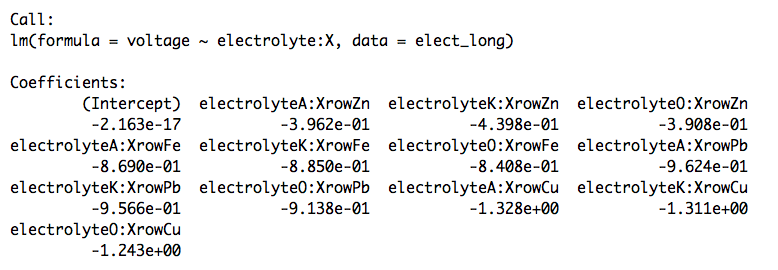 Call:
lm(formula = voltage ~ electrolyte:X, data = elect_long)
Coefficients:
(Intercept) electrolyteA:XrowZn electrolyteK:XrowZn electrolyteO:XrowZn
-2.163e-17 -3.962e-01 -4.398e-01 -3.908e-01
electrolyteA:XrowFe electrolyteK:XrowFe electrolyteO:XrowFe electrolyteA:XrowPb
-8.690e-01 -8.850e-01 -8.408e-01 -9.624e-01
electrolyteK:XrowPb electrolyteO:XrowPb electrolyteA:XrowCu electrolyteK:XrowCu
-9.566e-01 -9.138e-01 -1.328e+00 -1.311e+00
electrolyteO:XrowCu
-1.243e+00